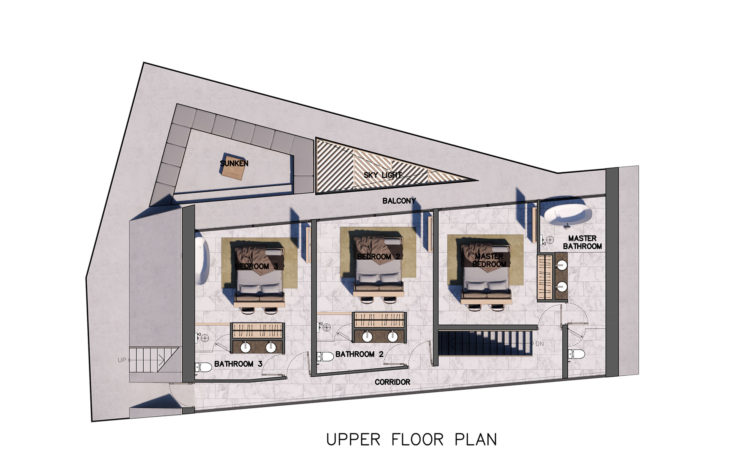 SUNKEN
SKY LIGHT
BALCONY
BEDROOM 3
BEDROOM 2
MASTER
BEDROOM
MASTER
BATHROOM
UP
DN
BATHROOM 3
BATHROOM 2
CORRIDOR
UPPER FLOOR PLAN